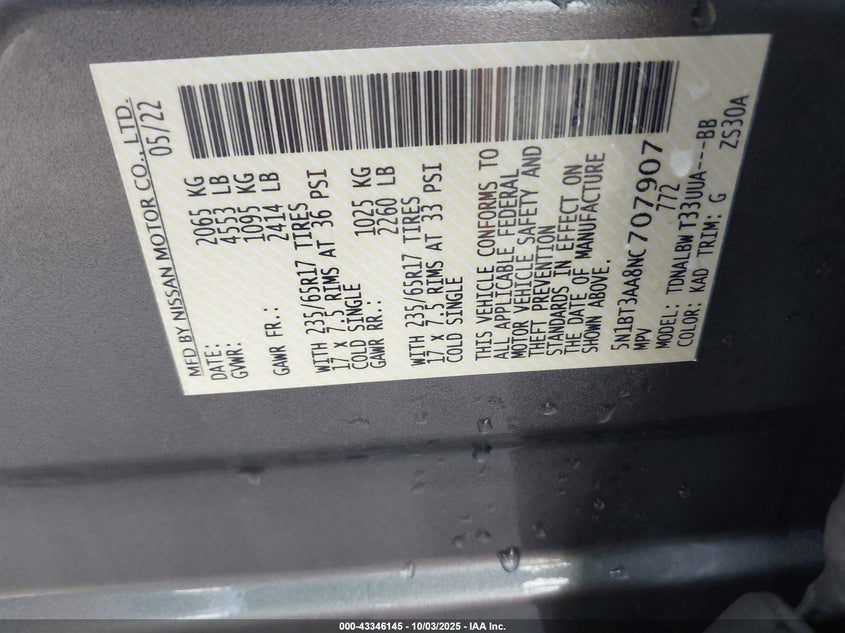 MFD BY NISSAN MOTOR CO., LTD.
DATE: 05/22
GVWR: 2065 KG
4553 LB
GAWR FR.: 1095 KG
2414 LB
WITH 235/65R17 TIRES
17 X 7.5 RIMS AT 36 PSI
COLD SINGLE
GAWR RR.: 1025 KG
2260 LB
WITH 235/65R17 TIRES
17 X 7.5 RIMS AT 33 PSI
COLD SINGLE
THIS VEHICLE CONFORMS TO
ALL APPLICABLE FEDERAL
MOTOR VEHICLE SAFETY AND
THEFT PREVENTION
STANDARDS IN EFFECT ON
THE DATE OF MANUFACTURE
SHOWN ABOVE.
5N1BT3AA8NC707907
MPV 772
MODEL: TDNALBW T33UUA----BB
COLOR: KAD TRIM: G ZS30A
000-43346145 - 10/03/2025 - IAA Inc.